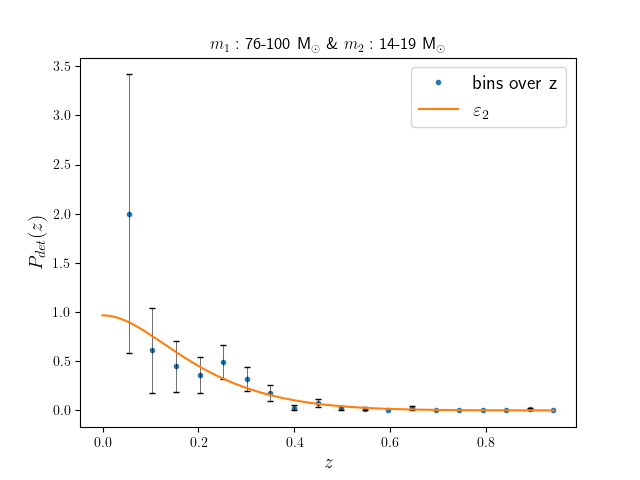 m₁ : 76-100 M⊙ & m₂ : 14-19 M⊙
bins over z
ε₂
P_det(z)
3.5
3.0
2.5
2.0
1.5
1.0
0.5
0.0
0.0 0.2 0.4 0.6 0.8
z